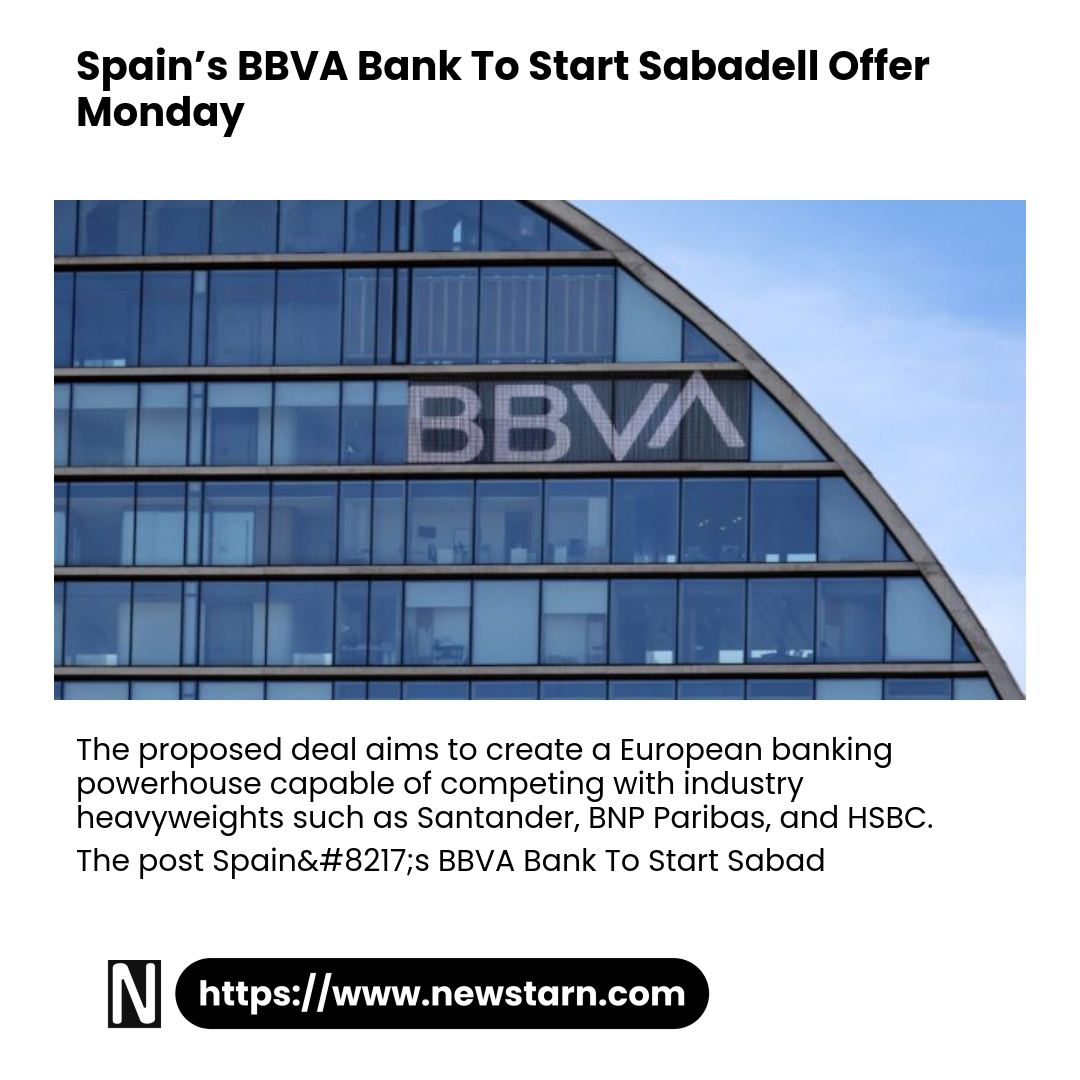 Spain’s BBVA Bank To Start Sabadell Offer
Monday
BBVA
The proposed deal aims to create a European banking
powerhouse capable of competing with industry
heavyweights such as Santander, BNP Paribas, and HSBC.
The post Spain&#8217;s BBVA Bank To Start Sabad
N https://www.newstarn.com